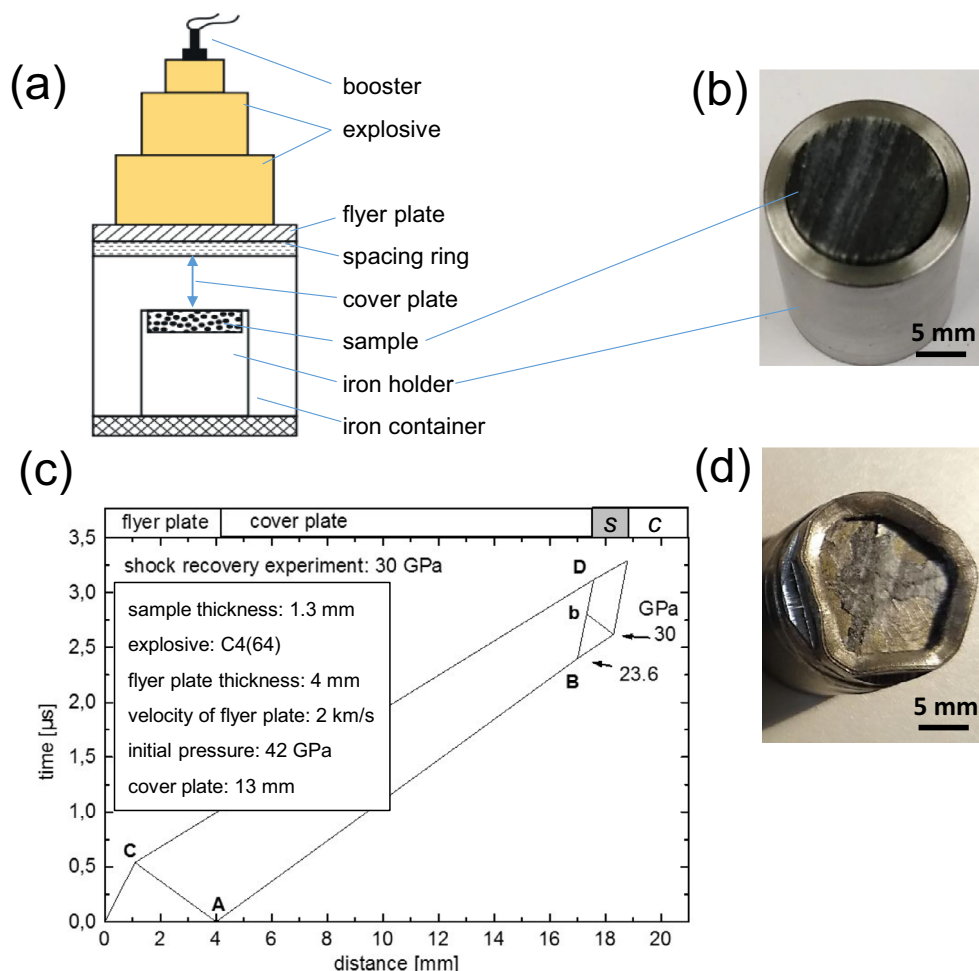 (a)
booster
explosive
flyer plate
spacing ring
cover plate
sample
iron holder
iron container
(b)
5 mm
(c)
flyer plate
cover plate
S
C
3,5
3,0
2,5
2,0
1,5
1,0
0,5
0,0
time [µs]
shock recovery experiment: 30 GPa
sample thickness: 1.3 mm
explosive: C4(64)
flyer plate thickness: 4 mm
velocity of flyer plate: 2 km/s
initial pressure: 42 GPa
cover plate: 13 mm
D
b
GPa
30
B
23.6
C
A
0 2 4 6 8 10 12 14 16 18 20
distance [mm]
(d)
5 mm